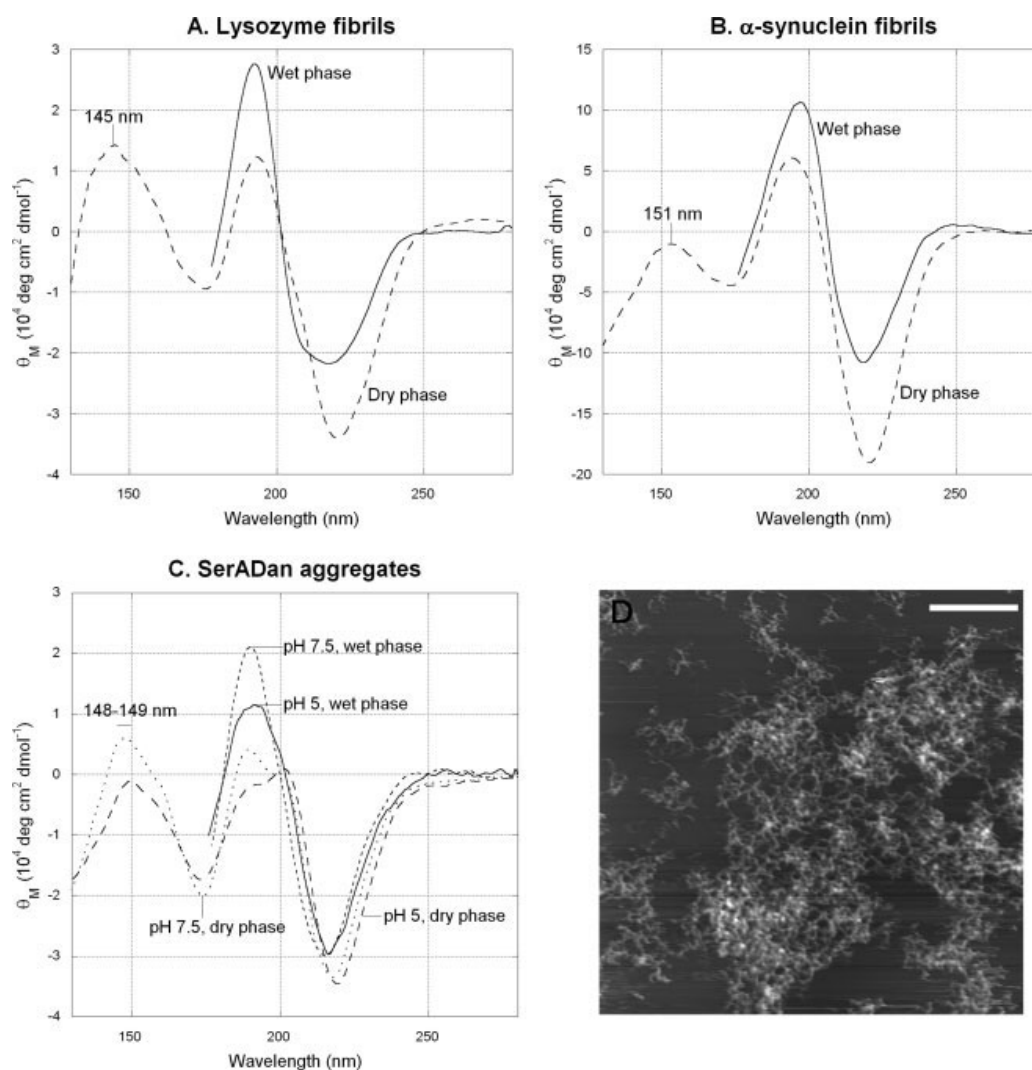 A. Lysozyme fibrils
3
2
1
0
-1
-2
-3
-4
θM (10⁴ deg cm² dmol⁻¹)
145 nm
Wet phase
Dry phase
150
200
250
Wavelength (nm)
B. α-synuclein fibrils
15
10
5
0
-5
-10
-15
-20
θM (10⁴ deg cm² dmol⁻¹)
151 nm
Wet phase
Dry phase
150
200
250
Wavelength (nm)
C. SerADan aggregates
3
2
1
0
-1
-2
-3
-4
θM (10⁴ deg cm² dmol⁻¹)
148-149 nm
pH 7.5, wet phase
pH 5, wet phase
pH 7.5, dry phase
pH 5, dry phase
150
200
250
Wavelength (nm)
D